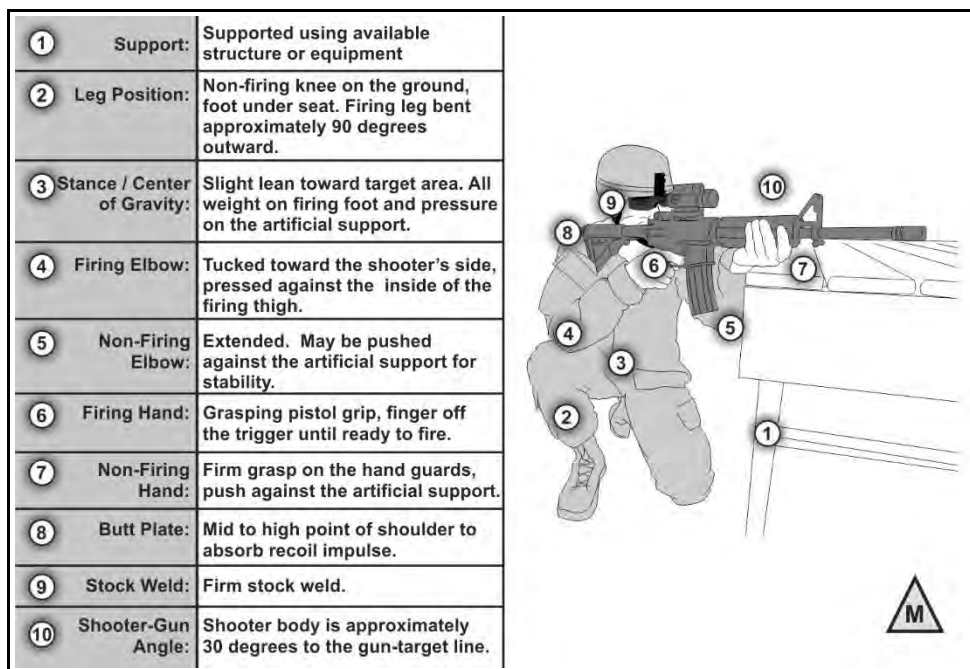 1 Support: Supported using available
structure or equipment
2 Leg Position: Non-firing knee on the ground,
foot under seat. Firing leg bent
approximately 90 degrees
outward.
3 Stance / Center
of Gravity:
Slight lean toward target area. All
weight on firing foot and pressure
on the artificial support.
4 Firing Elbow: Tucked toward the shooter's side,
pressed against the inside of the
firing thigh.
5 Non-Firing
Elbow:
Extended. May be pushed
against the artificial support for
stability.
6 Firing Hand: Grasping pistol grip, finger off
the trigger until ready to fire.
7 Non-Firing
Hand:
Firm grasp on the hand guards,
push against the artificial support.
8 Butt Plate: Mid to high point of shoulder to
absorb recoil impulse.
9 Stock Weld: Firm stock weld.
10 Shooter-Gun
Angle:
Shooter body is approximately
30 degrees to the gun-target line.
10
9
8
6
7
4
5
3
2
1
M